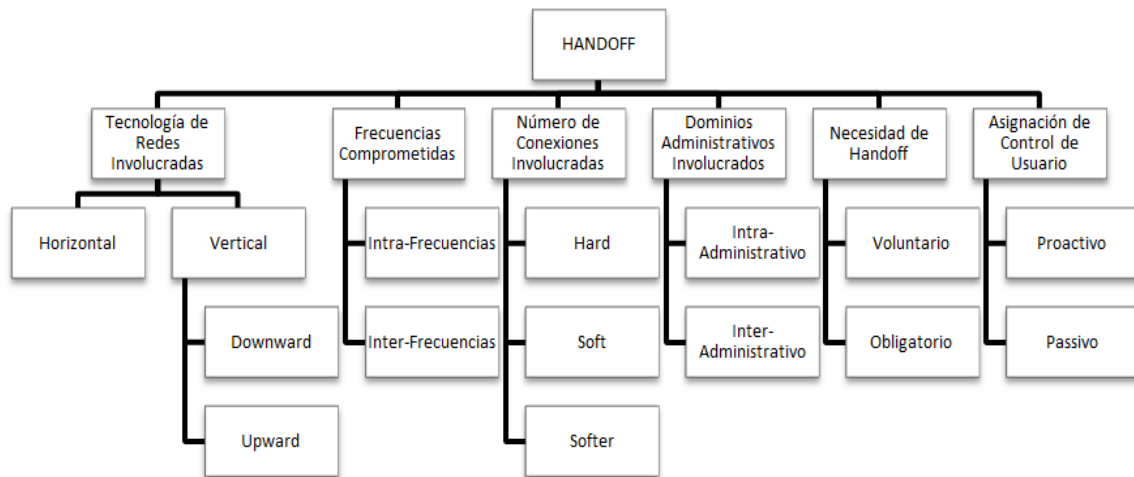 HANDOFF
Tecnología de
Redes
Involucradas
Frecuencias
Comprometidas
Número de
Conexiones
Involucradas
Dominios
Administrativos
Involucrados
Necesidad de
Handoff
Asignación de
Control de
Usuario
Horizontal
Vertical
Intra-Frecuencias
Hard
Intra-
Administrativo
Voluntario
Proactivo
Downward
Inter-Frecuencias
Soft
Inter-
Administrativo
Obligatorio
Passivo
Upward
Softer